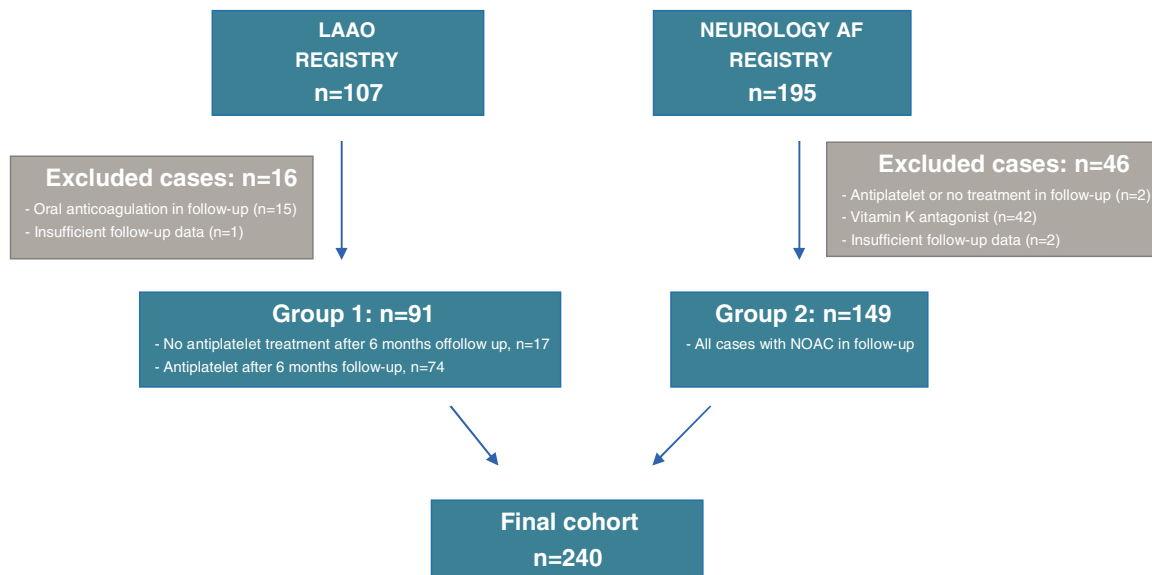 LAAO
REGISTRY
n=107
NEUROLOGY AF
REGISTRY
n=195
Excluded cases: n=16
- Oral anticoagulation in follow-up (n=15)
- Insufficient follow-up data (n=1)
Excluded cases: n=46
- Antiplatelet or no treatment in follow-up (n=2)
- Vitamin K antagonist (n=42)
- Insufficient follow-up data (n=2)
Group 1: n=91
- No antiplatelet treatment after 6 months offollow up, n=17
- Antiplatelet after 6 months follow-up, n=74
Group 2: n=149
- All cases with NOAC in follow-up
Final cohort
n=240